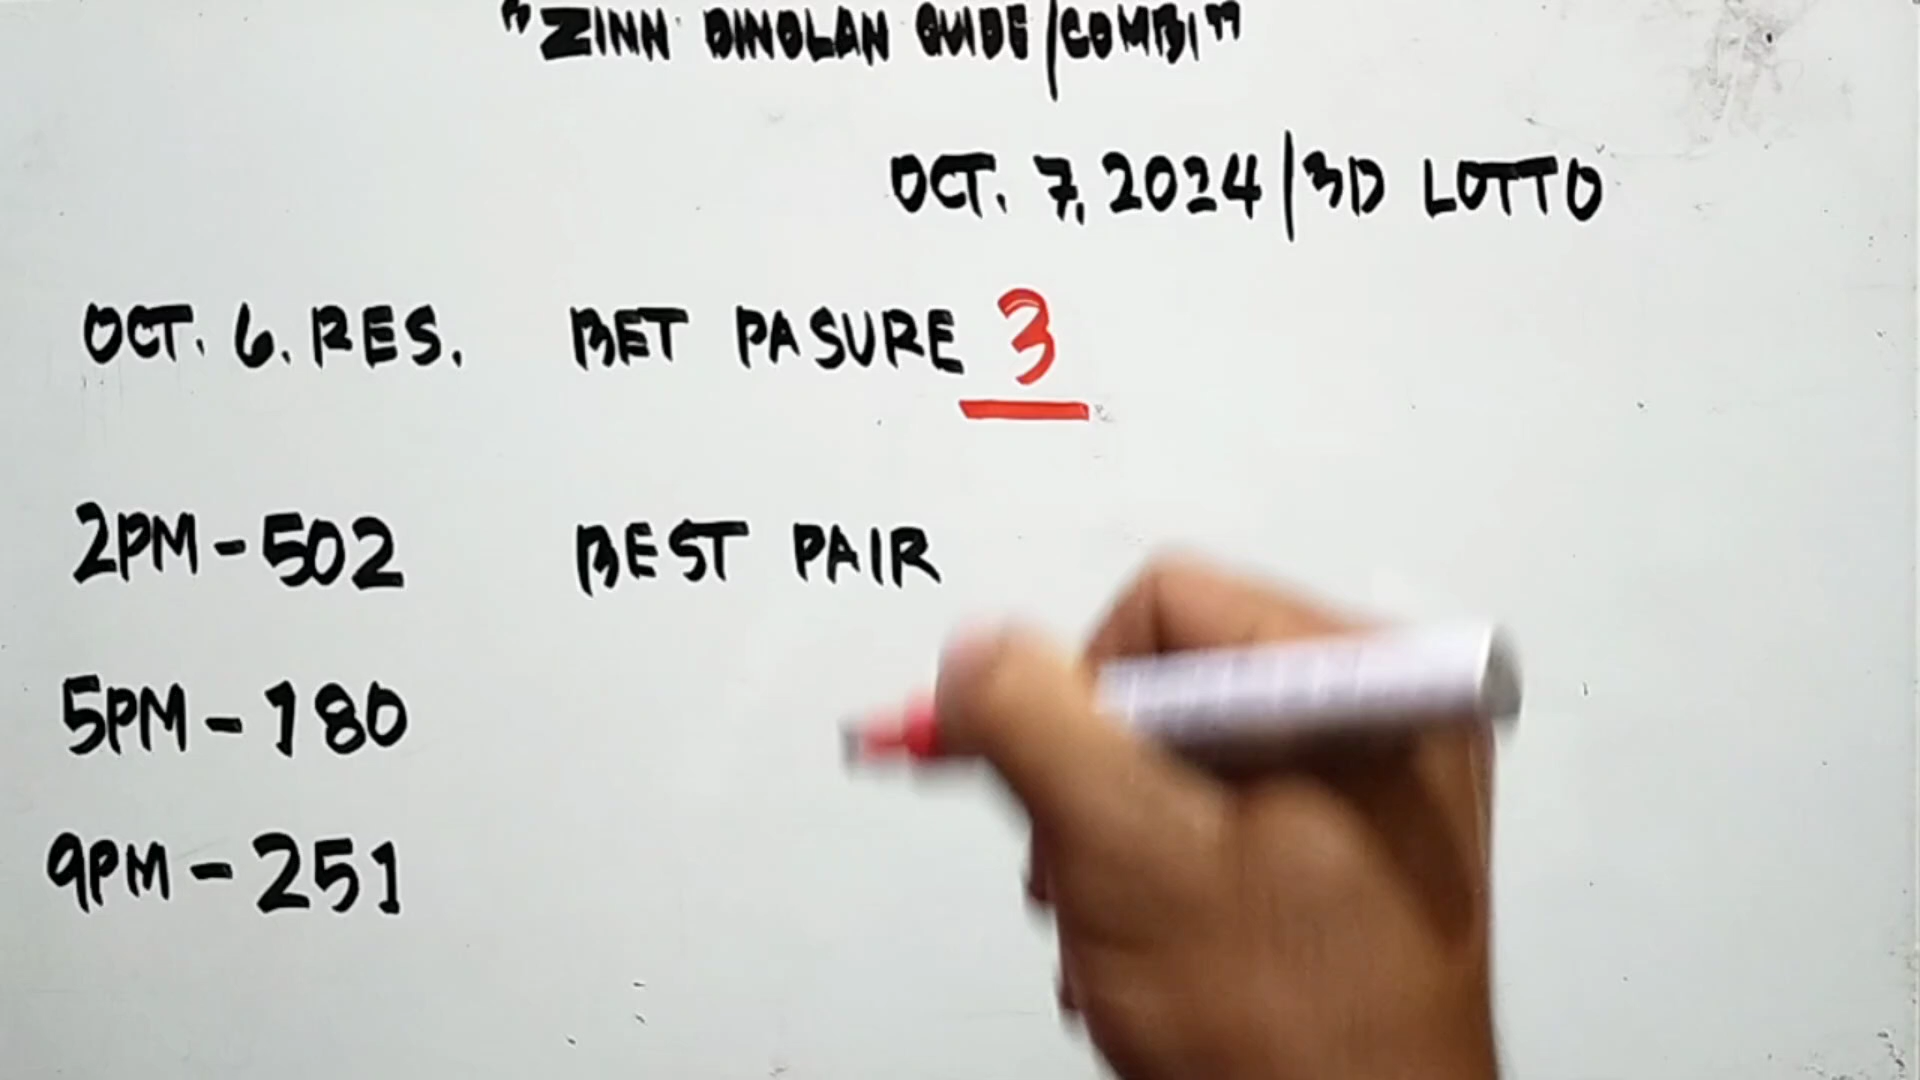 "ZINN DINOLAN GUIDE/COMBI"
OCT. 7, 2024/3D LOTTO
OCT. 6. RES.
BET PASURE 3
2PM-502
BEST PAIR
5PM-180
9PM-251